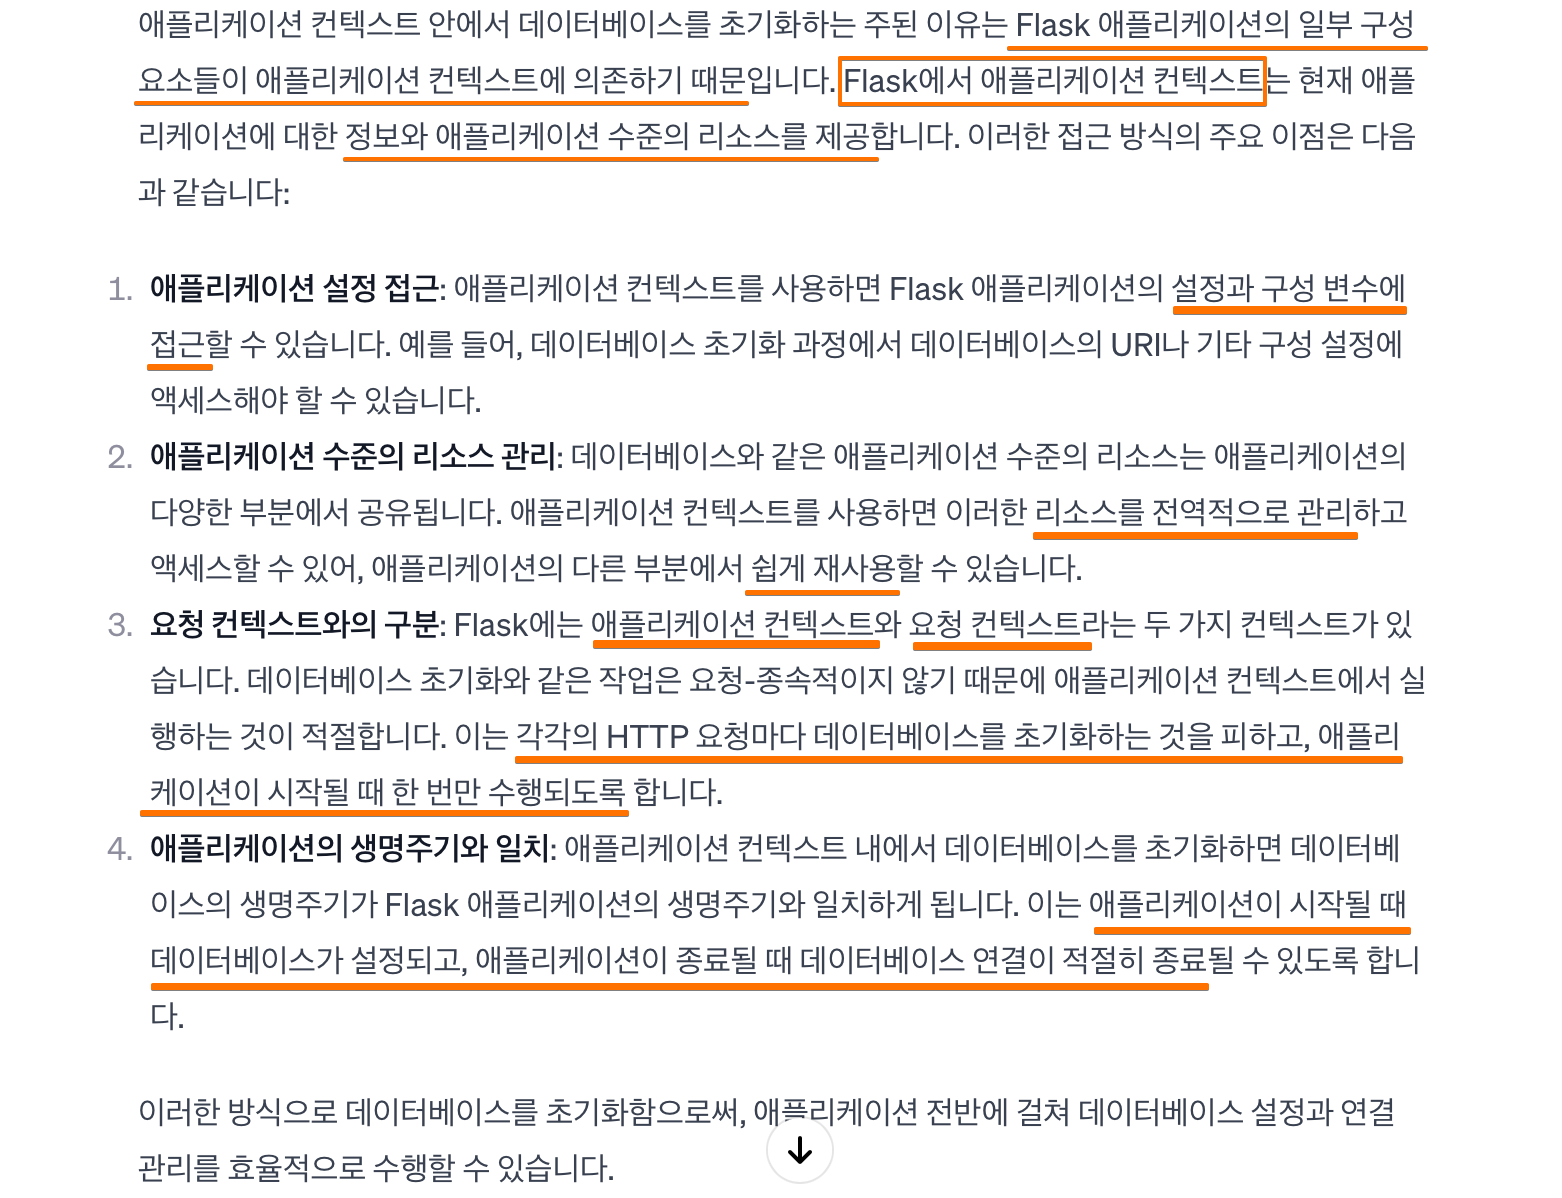 애플리케이션 컨텍스트 안에서 데이터베이스를 초기화하는 주된 이유는 Flask 애플리케이션의 일부 구성
요소들이 애플리케이션 컨텍스트에 의존하기 때문입니다. Flask에서 애플리케이션 컨텍스트는 현재 애플
리케이션에 대한 정보와 애플리케이션 수준의 리소스를 제공합니다. 이러한 접근 방식의 주요 이점은 다음
과 같습니다:
1. 애플리케이션 설정 접근: 애플리케이션 컨텍스트를 사용하면 Flask 애플리케이션의 설정과 구성 변수에
접근할 수 있습니다. 예를 들어, 데이터베이스 초기화 과정에서 데이터베이스의 URI나 기타 구성 설정에
액세스해야 할 수 있습니다.
2. 애플리케이션 수준의 리소스 관리: 데이터베이스와 같은 애플리케이션 수준의 리소스는 애플리케이션의
다양한 부분에서 공유됩니다. 애플리케이션 컨텍스트를 사용하면 이러한 리소스를 전역적으로 관리하고
액세스할 수 있어, 애플리케이션의 다른 부분에서 쉽게 재사용할 수 있습니다.
3. 요청 컨텍스트와의 구분: Flask에는 애플리케이션 컨텍스트와 요청 컨텍스트라는 두 가지 컨텍스트가 있
습니다. 데이터베이스 초기화와 같은 작업은 요청-종속적이지 않기 때문에 애플리케이션 컨텍스트에서 실
행하는 것이 적절합니다. 이는 각각의 HTTP 요청마다 데이터베이스를 초기화하는 것을 피하고, 애플리
케이션이 시작될 때 한 번만 수행되도록 합니다.
4. 애플리케이션의 생명주기와 일치: 애플리케이션 컨텍스트 내에서 데이터베이스를 초기화하면 데이터베
이스의 생명주기가 Flask 애플리케이션의 생명주기와 일치하게 됩니다. 이는 애플리케이션이 시작될 때
데이터베이스가 설정되고, 애플리케이션이 종료될 때 데이터베이스 연결이 적절히 종료될 수 있도록 합니
다.
이러한 방식으로 데이터베이스를 초기화함으로써, 애플리케이션 전반에 걸쳐 데이터베이스 설정과 연결
관리를 효율적으로 수행할 수 있습니다.